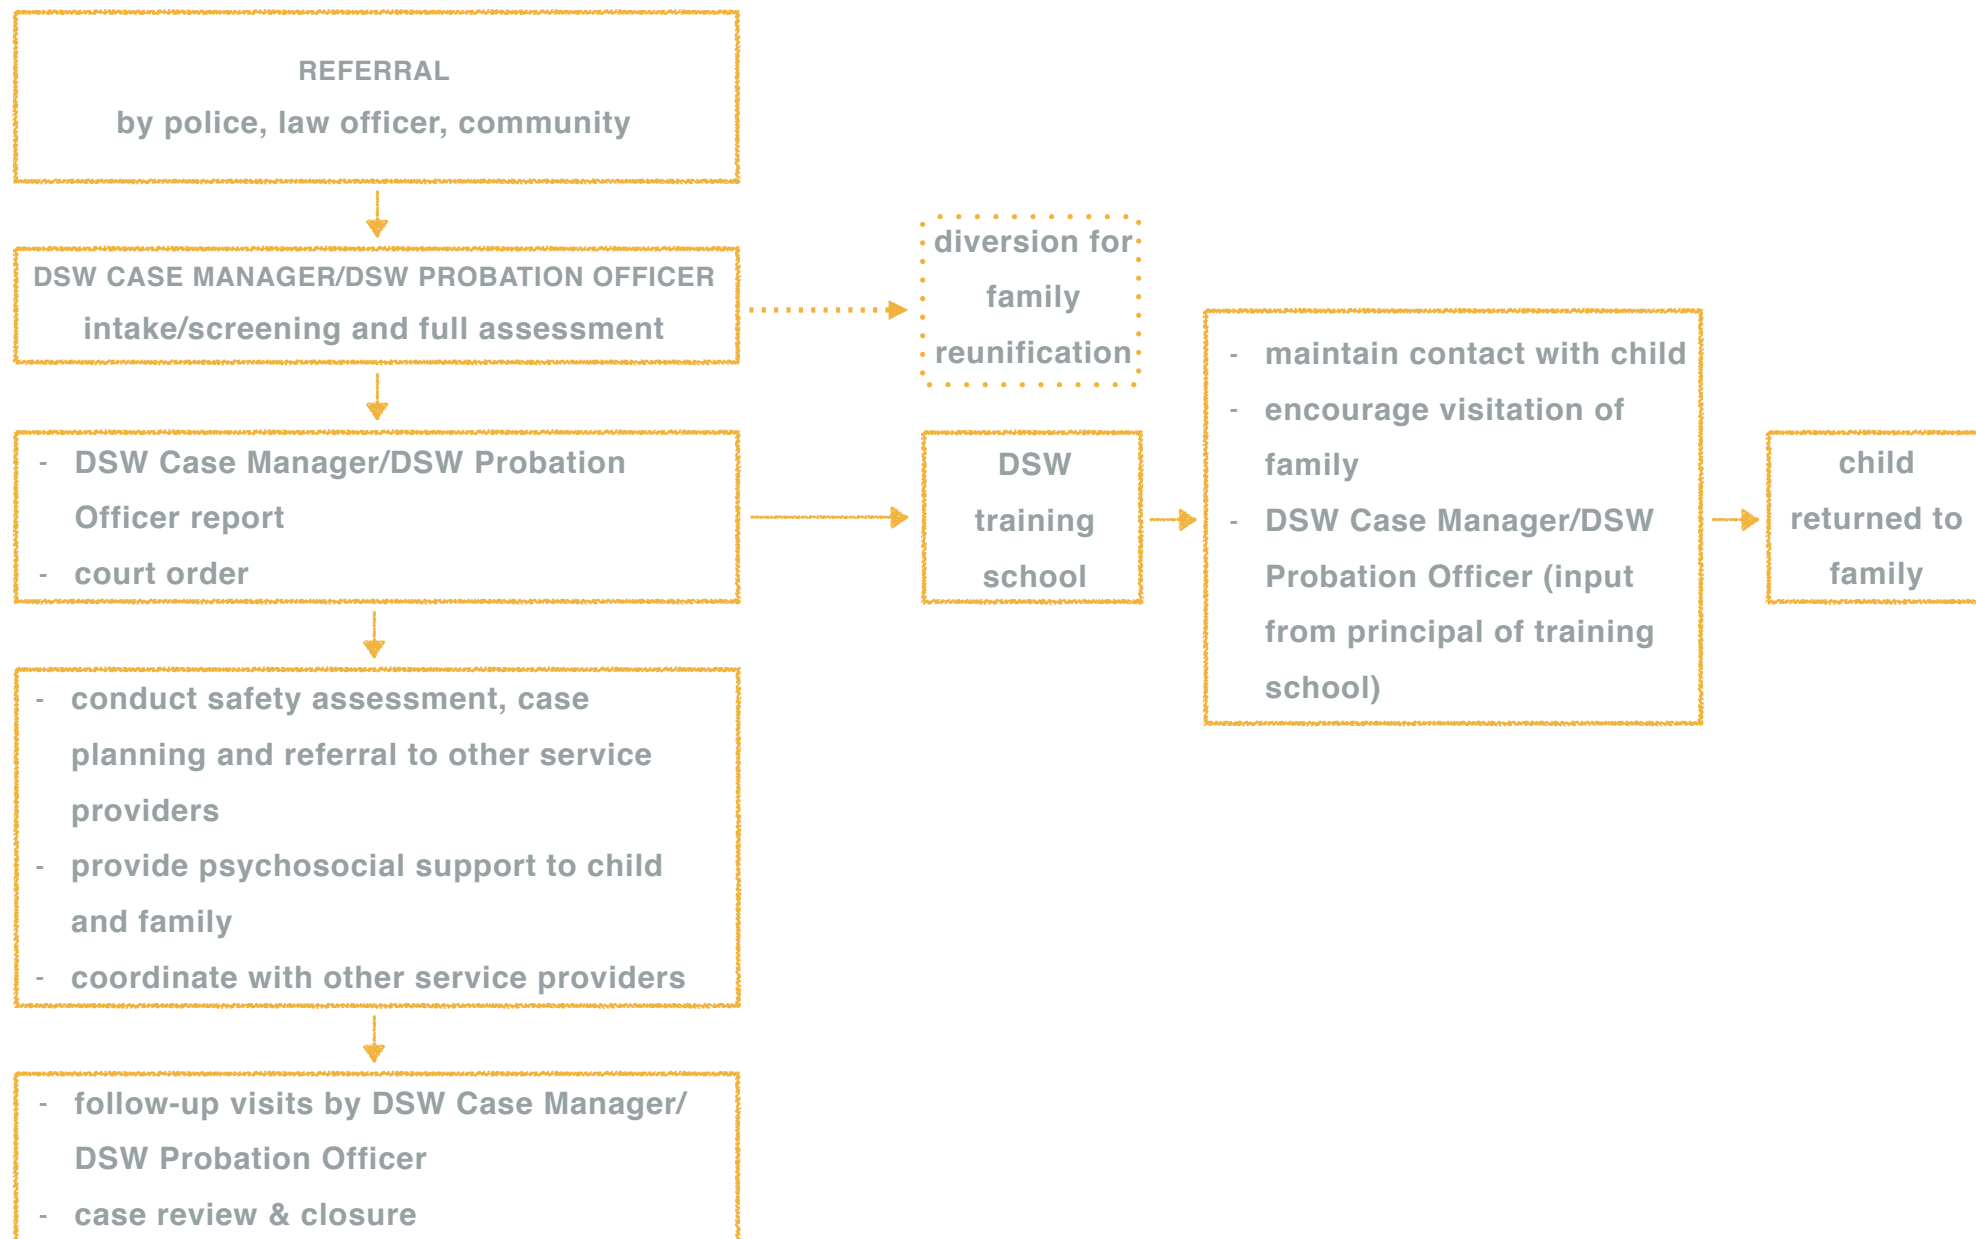 REFERRAL
by police, law officer, community
DSW CASE MANAGER/DSW PROBATION OFFICER
intake/screening and full assessment
diversion for
family
reunification
- DSW Case Manager/DSW Probation
Officer report
- court order
DSW
training
school
- maintain contact with child
- encourage visitation of
family
- DSW Case Manager/DSW
Probation Officer (input
from principal of training
school)
child
returned to
family
- conduct safety assessment, case
planning and referral to other service
providers
- provide psychosocial support to child
and family
- coordinate with other service providers
- follow-up visits by DSW Case Manager/
DSW Probation Officer
- case review & closure